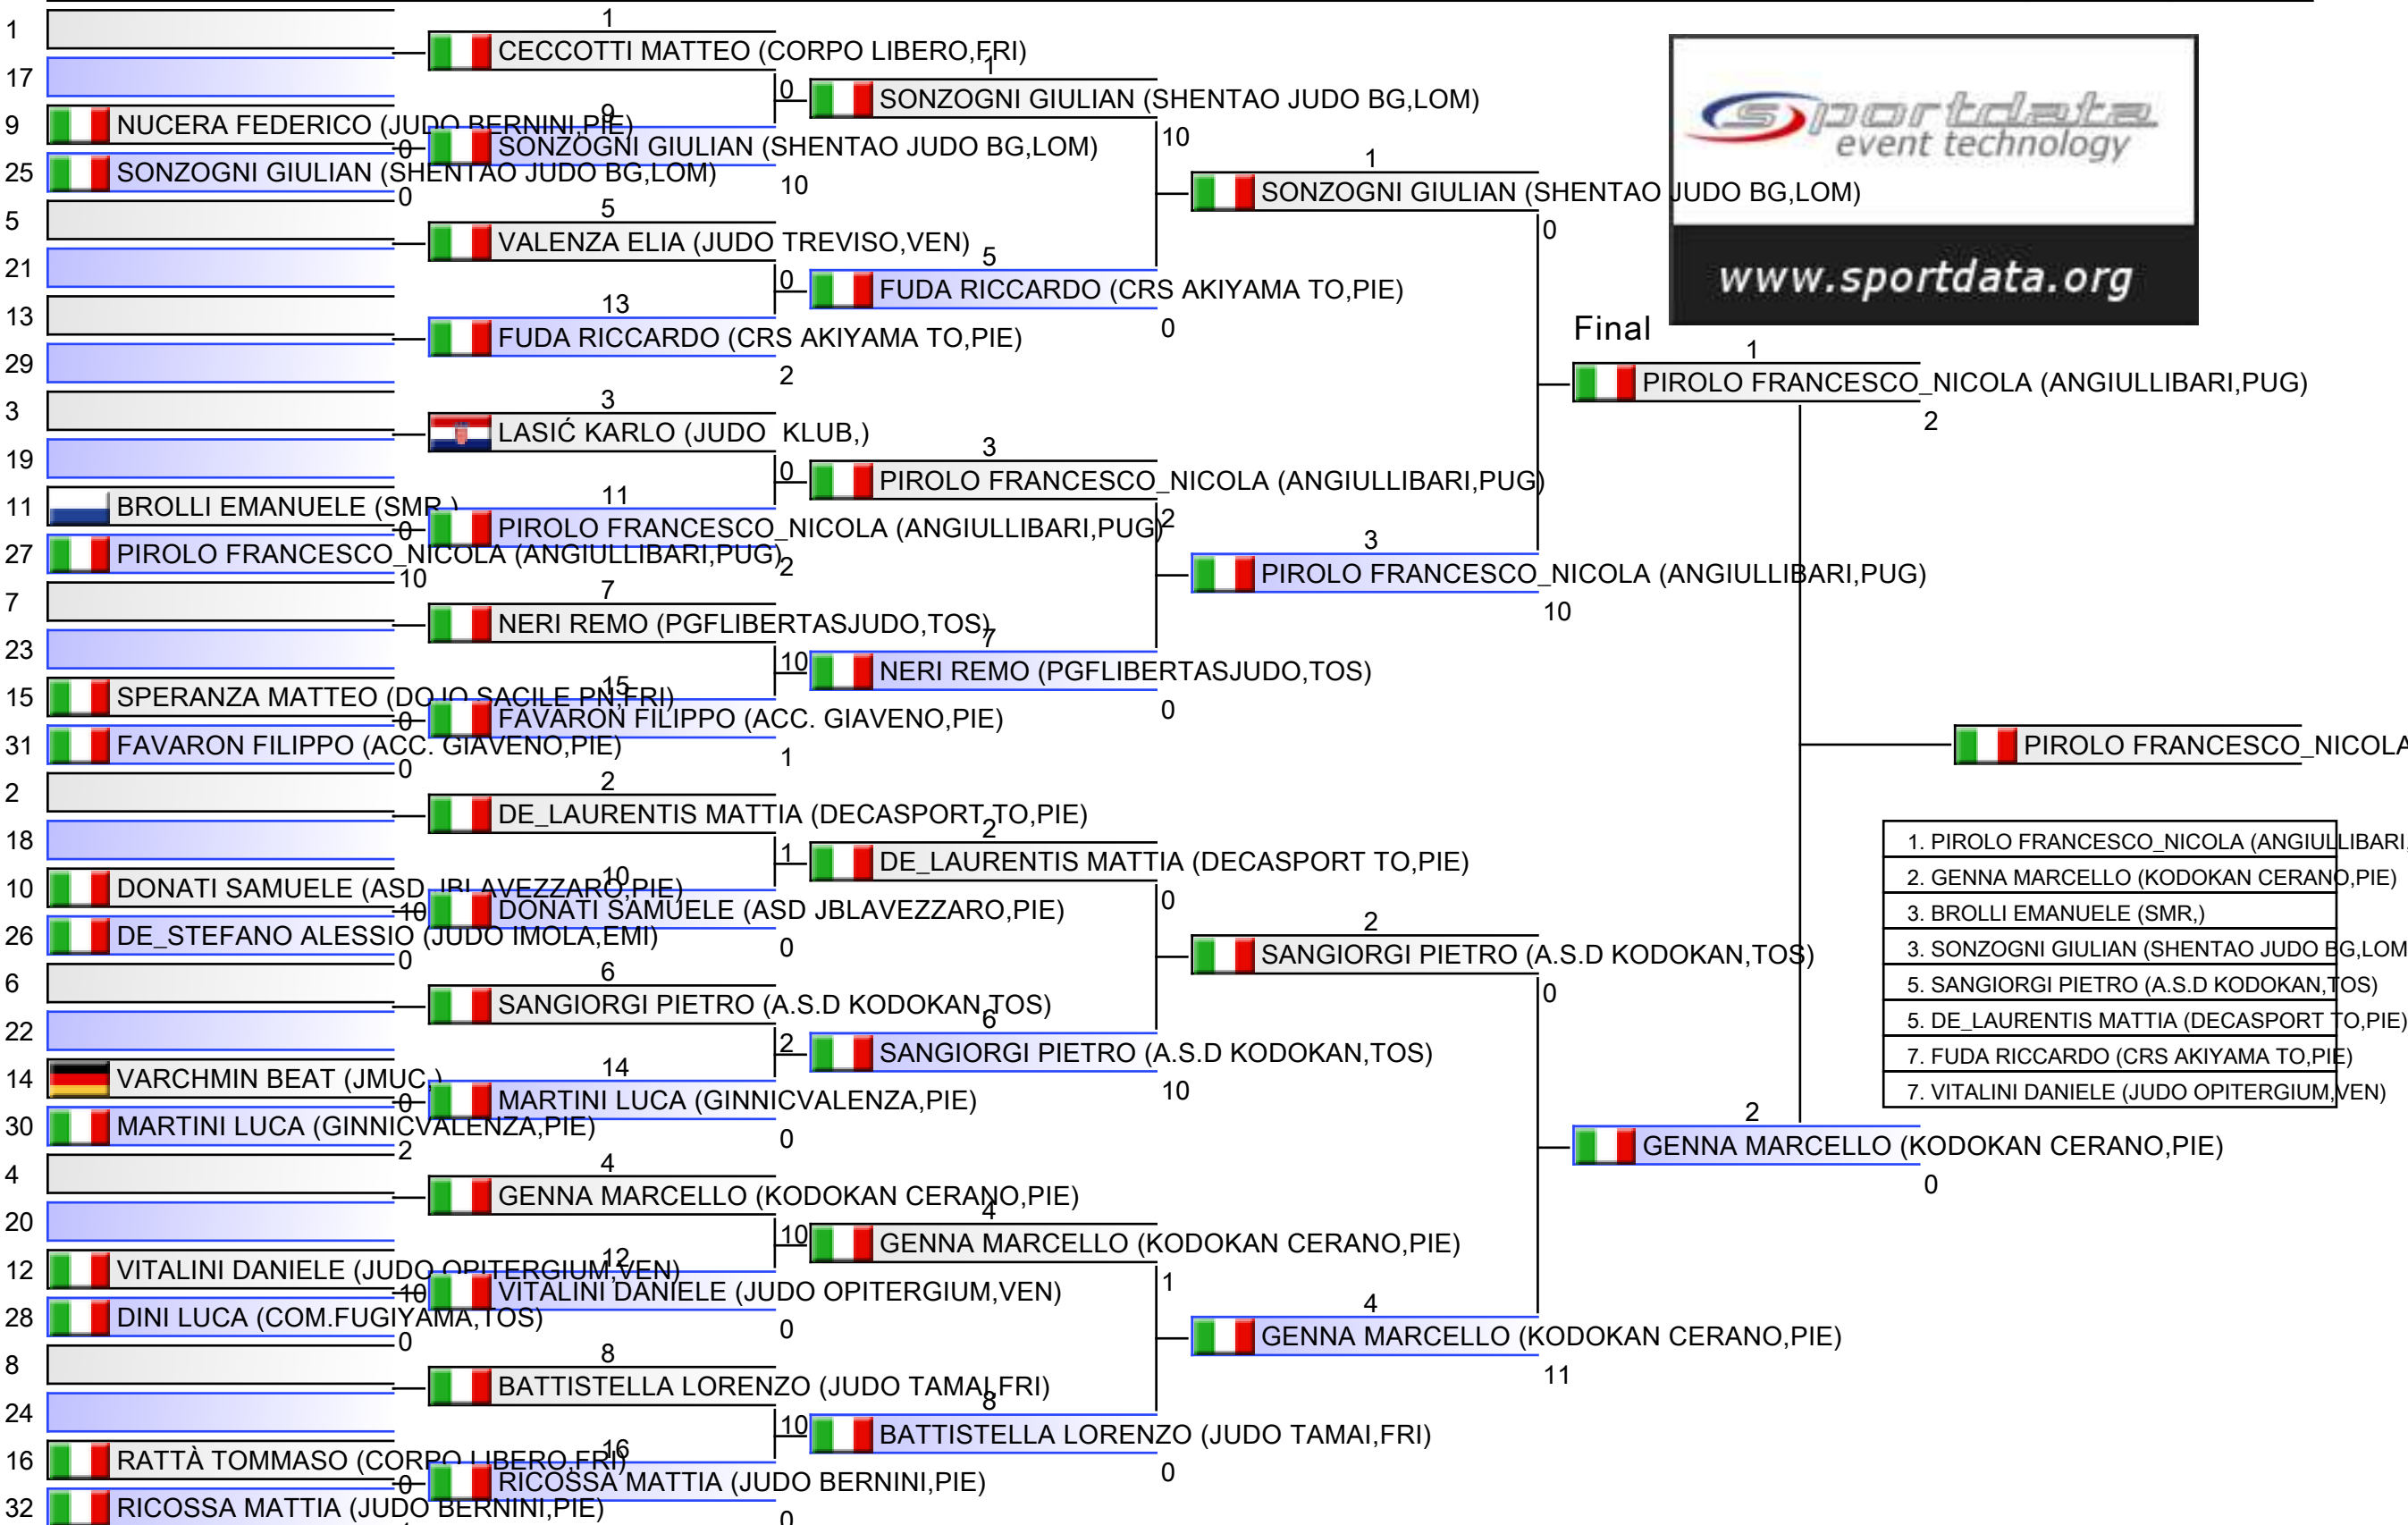 1
17
9 NUCERA FEDERICO (JUDO BERNINI,PIE)
0
25 SONZOGNI GIULIAN (SHENTAO JUDO BG,LOM)
0
5
21
13
29
3
19
11 BROLLI EMANUELE (SMR,)
0
27 PIROLO FRANCESCO_NICOLA (ANGIULLIBARI,PUG)
10
7
23
15 SPERANZA MATTEO (DOJO SACILE PN,FRI)
0
31 FAVARON FILIPPO (ACC. GIAVENO,PIE)
0
2
18
10 DONATI SAMUELE (ASD JBLAVEZZARO,PIE)
10
26 DE_STEFANO ALESSIO (JUDO IMOLA,EMI)
0
6
22
14 VARCHMIN BEAT (JMUC,)
0
30 MARTINI LUCA (GINNICVALENZA,PIE)
2
4
20
12 VITALINI DANIELE (JUDO OPITERGIUM,VEN)
10
28 DINI LUCA (COM.FUGIYAMA,TOS)
0
8
24
16 RATTÀ TOMMASO (CORPO LIBERO,FRI)
0
32 RICOSSA MATTIA (JUDO BERNINI,PIE)
1
CECCOTTI MATTEO (CORPO LIBERO,FRI)
0
9
SONZOGNI GIULIAN (SHENTAO JUDO BG,LOM)
10
5
VALENZA ELIA (JUDO TREVISO,VEN)
0
13
FUDA RICCARDO (CRS AKIYAMA TO,PIE)
2
3
LASIĆ KARLO (JUDO KLUB,)
0
11
PIROLO FRANCESCO_NICOLA (ANGIULLIBARI,PUG)
2
7
NERI REMO (PGFLIBERTASJUDO,TOS)
10
15
FAVARON FILIPPO (ACC. GIAVENO,PIE)
1
2
DE_LAURENTIS MATTIA (DECASPORT TO,PIE)
1
10
DONATI SAMUELE (ASD JBLAVEZZARO,PIE)
0
6
SANGIORGI PIETRO (A.S.D KODOKAN,TOS)
2
14
MARTINI LUCA (GINNICVALENZA,PIE)
0
4
GENNA MARCELLO (KODOKAN CERANO,PIE)
10
12
VITALINI DANIELE (JUDO OPITERGIUM,VEN)
0
8
BATTISTELLA LORENZO (JUDO TAMAI,FRI)
10
16
RICOSSA MATTIA (JUDO BERNINI,PIE)
0
1
SONZOGNI GIULIAN (SHENTAO JUDO BG,LOM)
10
5
FUDA RICCARDO (CRS AKIYAMA TO,PIE)
0
3
PIROLO FRANCESCO_NICOLA (ANGIULLIBARI,PUG)
2
7
NERI REMO (PGFLIBERTASJUDO,TOS)
0
2
DE_LAURENTIS MATTIA (DECASPORT TO,PIE)
0
6
SANGIORGI PIETRO (A.S.D KODOKAN,TOS)
10
4
GENNA MARCELLO (KODOKAN CERANO,PIE)
1
8
BATTISTELLA LORENZO (JUDO TAMAI,FRI)
0
1
SONZOGNI GIULIAN (SHENTAO JUDO BG,LOM)
0
3
PIROLO FRANCESCO_NICOLA (ANGIULLIBARI,PUG)
10
2
SANGIORGI PIETRO (A.S.D KODOKAN,TOS)
0
4
GENNA MARCELLO (KODOKAN CERANO,PIE)
11
sportdata
event technology
www.sportdata.org
Final
1
PIROLO FRANCESCO_NICOLA (ANGIULLIBARI,PUG)
2
2
GENNA MARCELLO (KODOKAN CERANO,PIE)
0
PIROLO FRANCESCO_NICOLA
1. PIROLO FRANCESCO_NICOLA (ANGIULLIBARI,
2. GENNA MARCELLO (KODOKAN CERANO,PIE)
3. BROLLI EMANUELE (SMR,)
3. SONZOGNI GIULIAN (SHENTAO JUDO BG,LOM
5. SANGIORGI PIETRO (A.S.D KODOKAN,TOS)
5. DE_LAURENTIS MATTIA (DECASPORT TO,PIE)
7. FUDA RICCARDO (CRS AKIYAMA TO,PIE)
7. VITALINI DANIELE (JUDO OPITERGIUM,VEN)